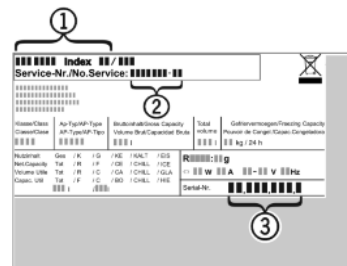 1
Index /
Service-Nr./No.Service: -
2
Klasse/Class Ap-Typ/AP-Type Bruttoinhalt/Gross Capacity Total Gefriervermoegen/Freezing Capacity
Classe/Clase AP-Type/AP-Tipo Volume Brut/Capacidad Bruta volume Pouvoir de Congel./Capac.Congeladora
l kg / 24 h
Nutzinhalt Ges / K / G / KE / KALT / EIS
Net.Capacity Tot / R / F / CE / CHILL / ICE
Volume Utile Tot / R / C / CA / CHILL / GLA
Capac. Util Tot / F / C / BO / CHILL / HIE
R : g
W A - V Hz
Serial-Nr. . . .
3